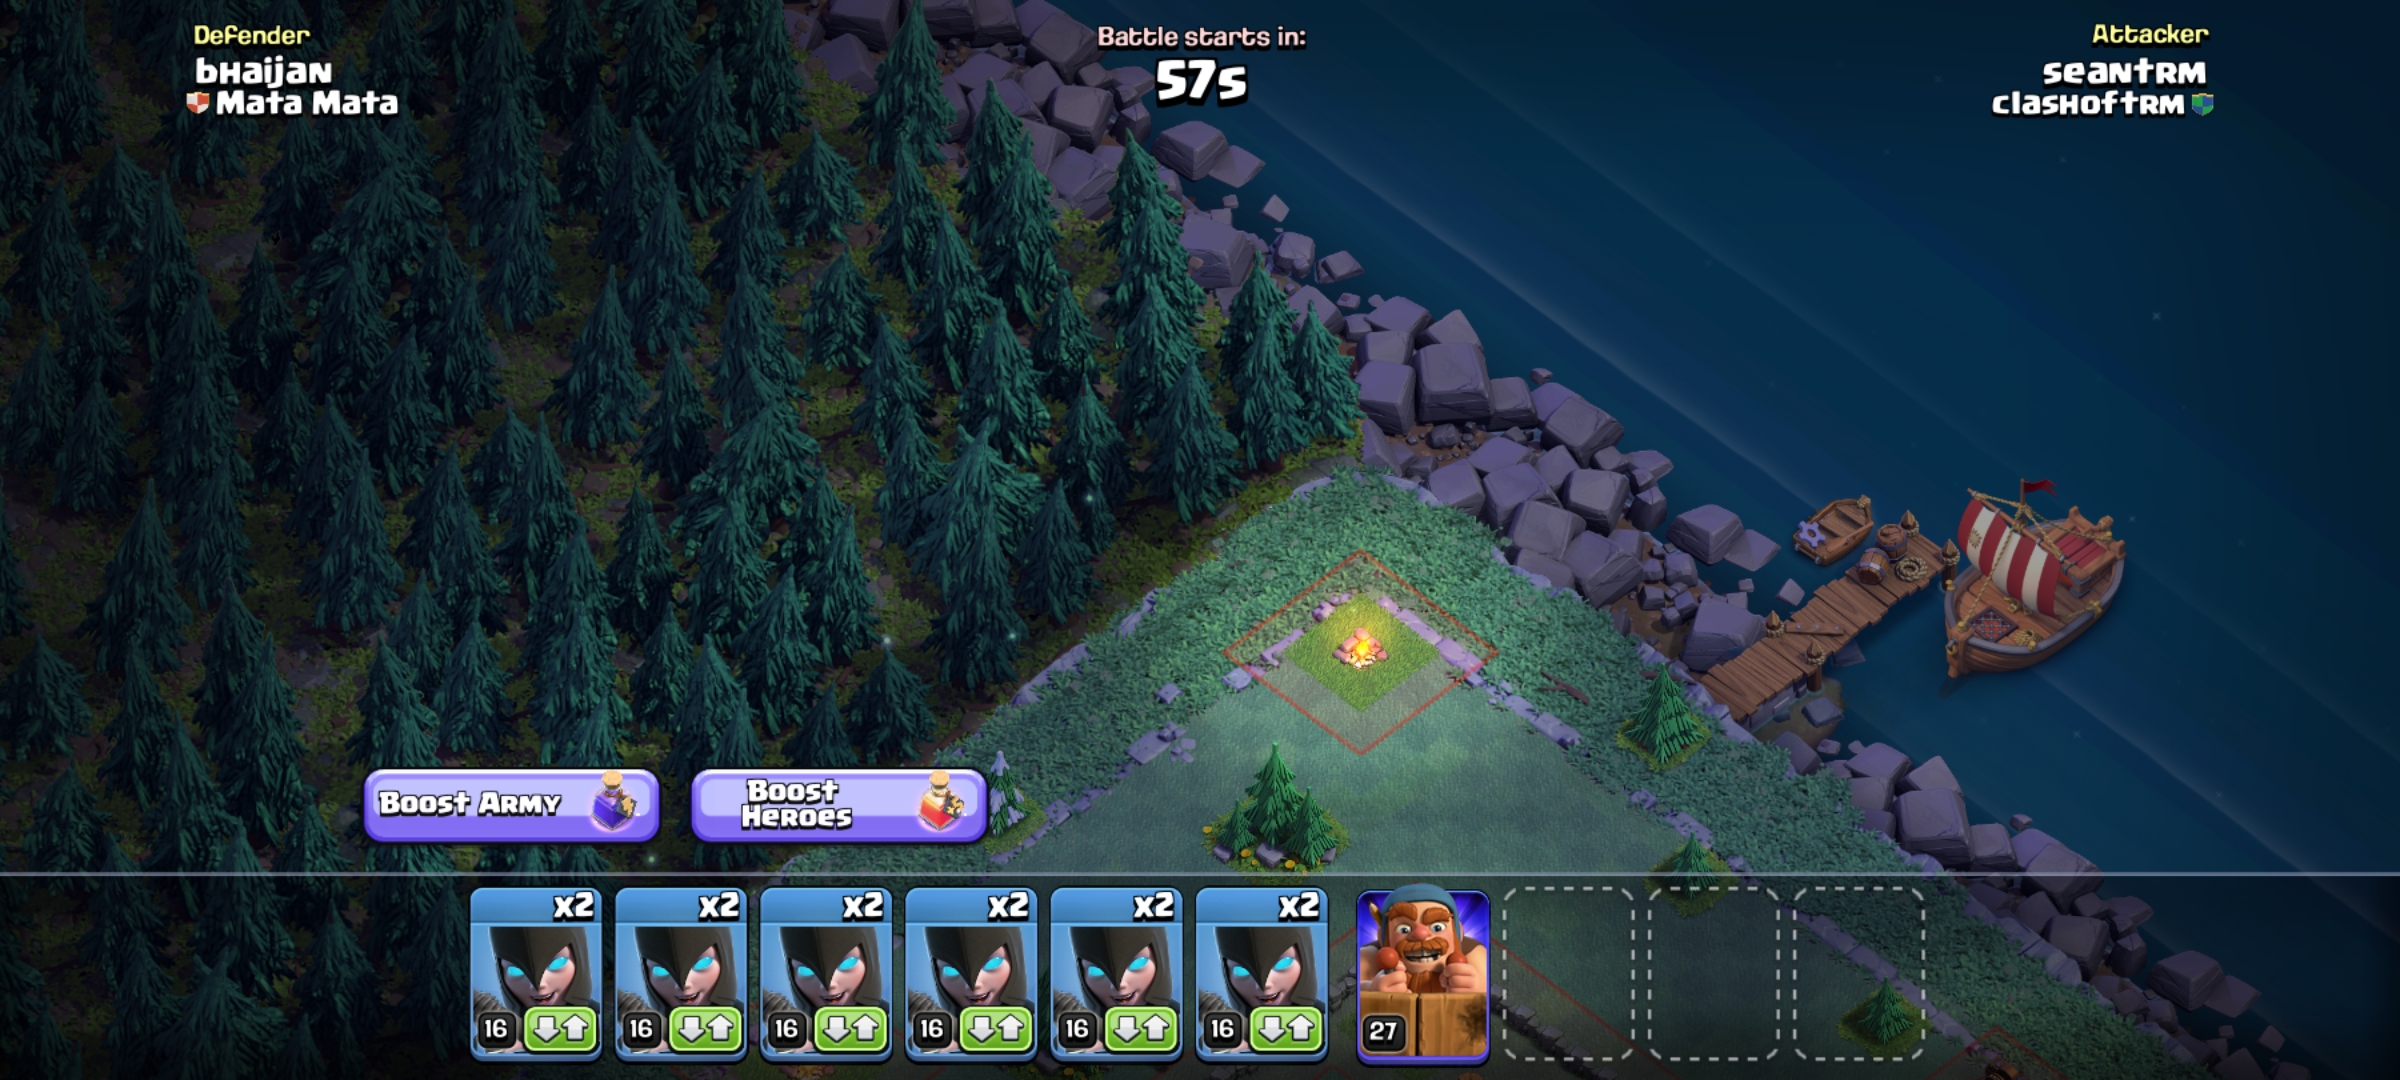 Defender
bhaijan
Mata Mata
Battle starts in:
57s
Attacker
seantrm
clashoftrm
Boost Army
Boost
Heroes
x2
x2
x2
x2
x2
x2
16
16
16
16
16
16
27